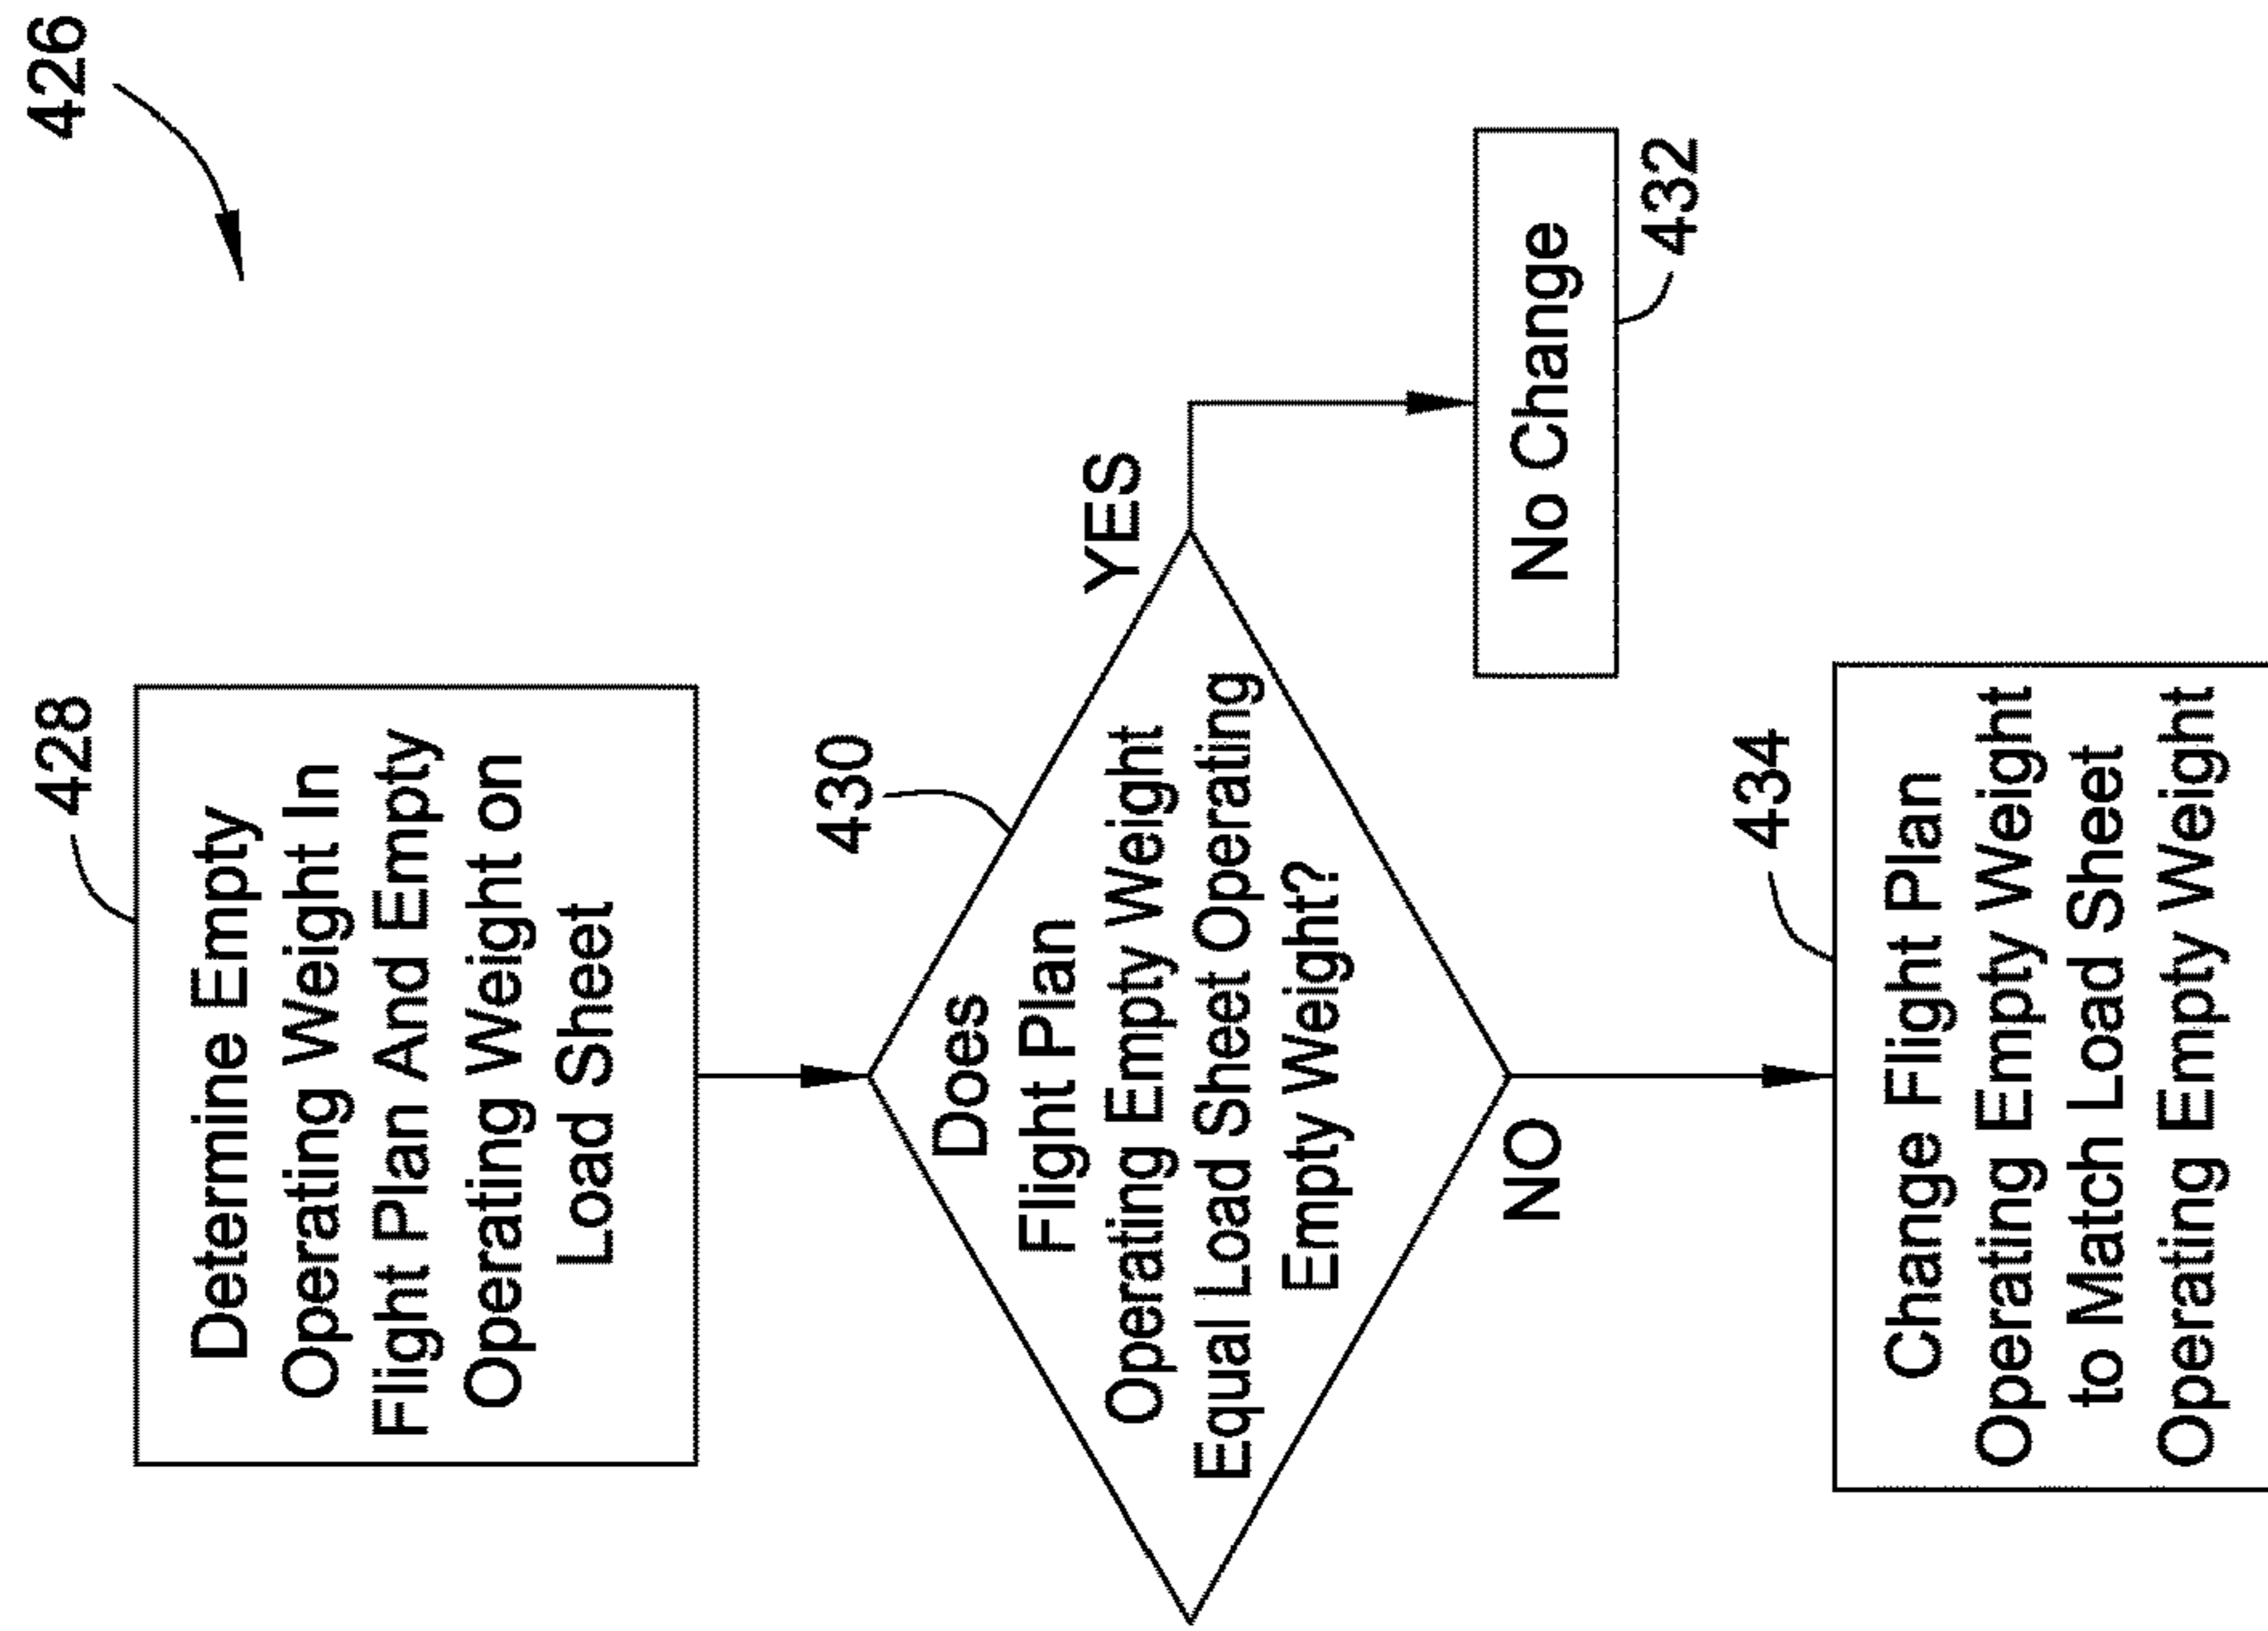 426
428
Determine Empty
Operating Weight In
Flight Plan And Empty
Operating Weight on
Load Sheet
430
Does
Flight Plan
Operating Empty Weight
Equal Load Sheet Operating
Empty Weight?
YES
No Change
432
NO
434
Change Flight Plan
Operating Empty Weight
to Match Load Sheet
Operating Empty Weight